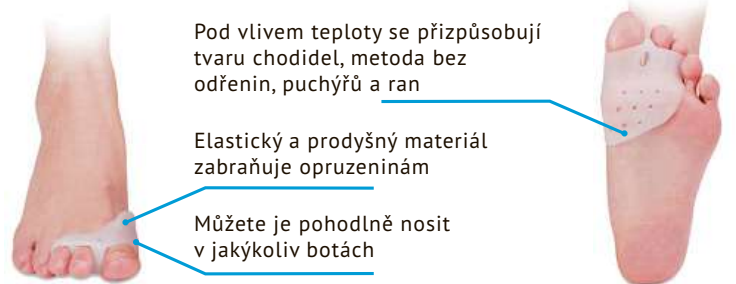 Pod vlivem teploty se přizpůsobují
tvaru chodidel, metoda bez
odřenin, puchýřů a ran
Elastický a prodyšný materiál
zabraňuje opruzeninám
Můžete je pohodlně nosit
v jakýkoliv botách